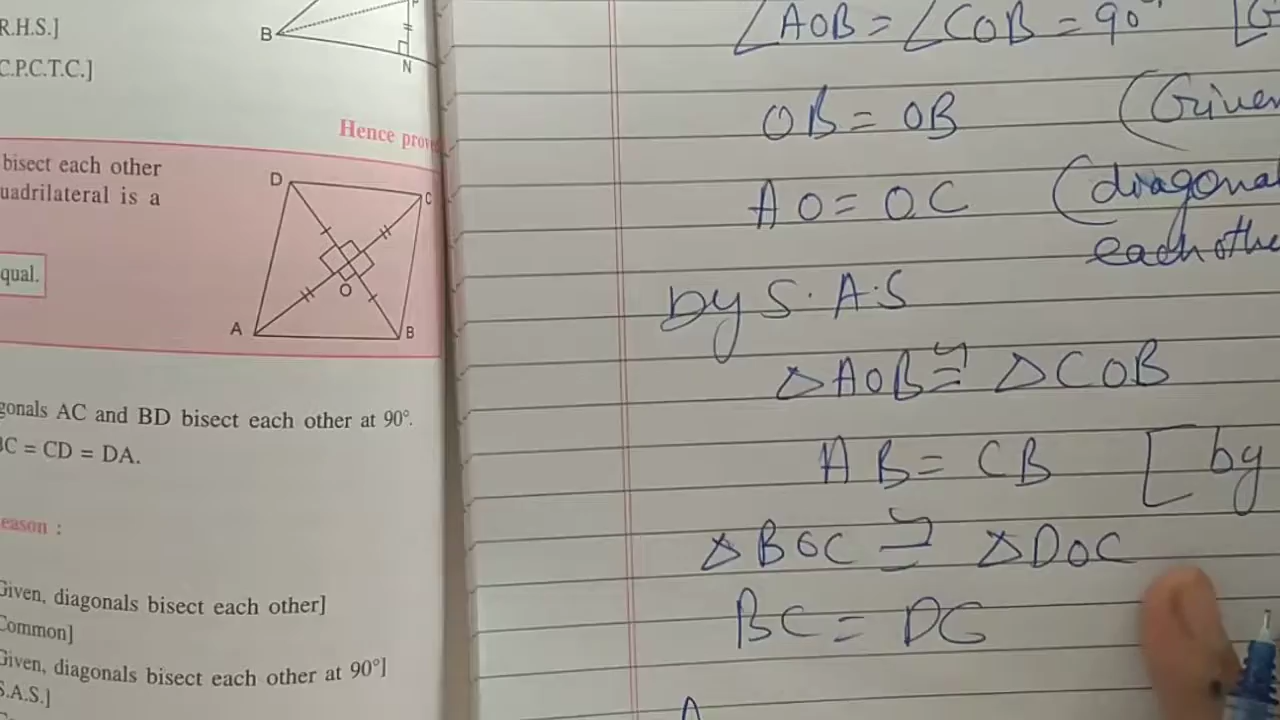 R.H.S.]
C.P.C.T.C.]
B
N
Hence prov
bisect each other
uadrilateral is a
equal.
D
C
O
A
B
gonals AC and BD bisect each other at 90°.
BC = CD = DA.
eason :
Given, diagonals bisect each other]
Common]
Given, diagonals bisect each other at 90°]
S.A.S.]
∠AOB = ∠COB = 90°
OB = OB (Given
AO = OC (diagonal
each othe
by S.A.S
△AOB ≅ △COB
AB = CB [by
△BOC ≅ △DOC
BC = DC